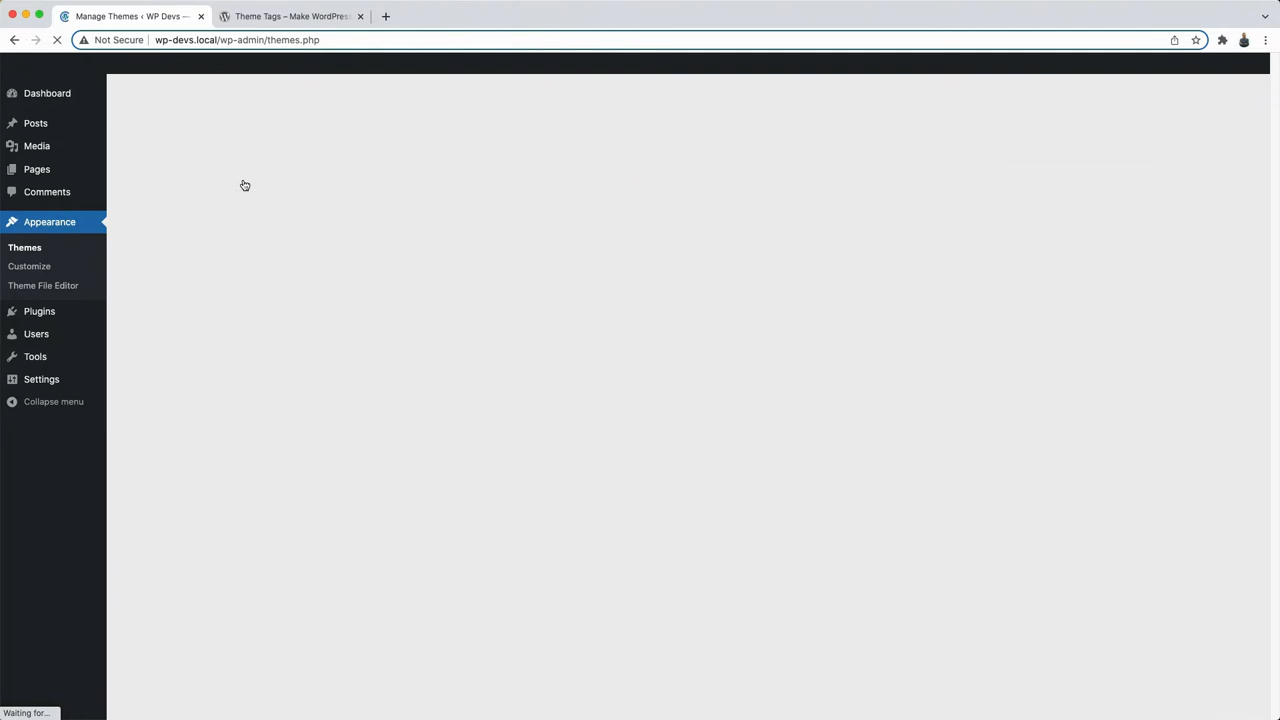 Manage Themes ‹ WP Devs —
Theme Tags – Make WordPress
Not Secure
wp-devs.local/wp-admin/themes.php
Dashboard
Posts
Media
Pages
Comments
Appearance
Themes
Customize
Theme File Editor
Plugins
Users
Tools
Settings
Collapse menu
Waiting for...